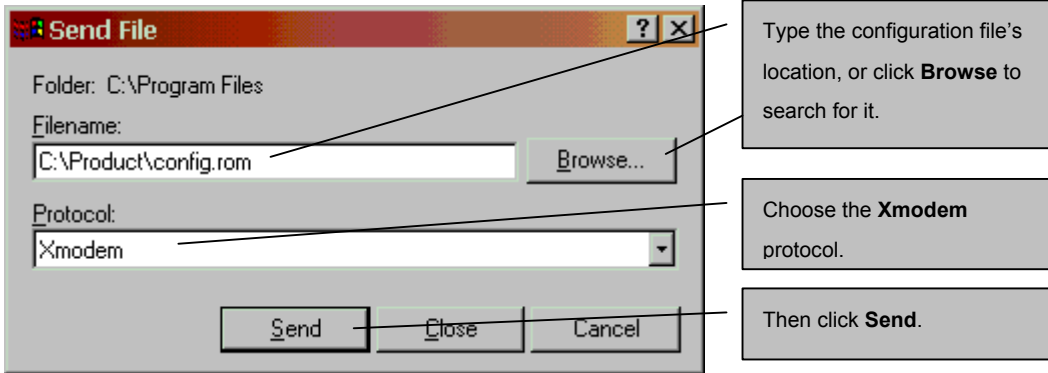 Send File
Folder: C:\Program Files
Filename:
C:\Product\config.rom
Browse...
Protocol:
Xmodem
Send
Close
Cancel
Type the configuration file’s
location, or click Browse to
search for it.
Choose the Xmodem
protocol.
Then click Send.